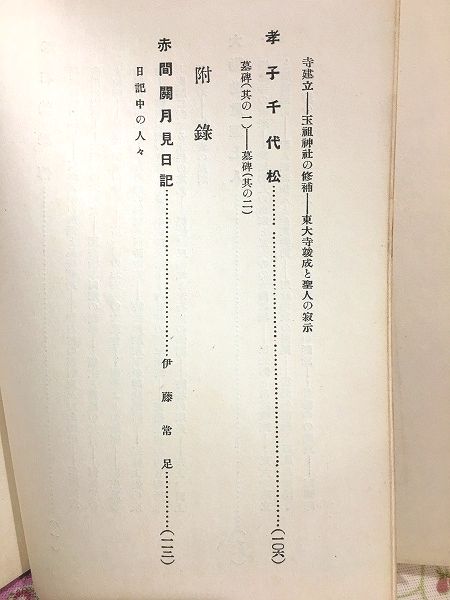 寺建立――玉祖神社の修補――東大寺竣成と聖人の寂示
孝子千代松……………………………………(一〇六)
墓碑(其の一)――墓碑(其の二)
附錄
赤間關月見日記……………………伊藤常足…………(一一三)
日記中の人々